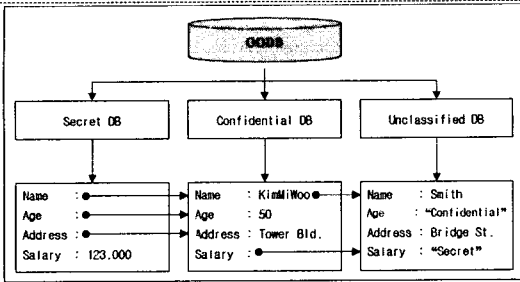 OODB
Secret DB
Confidential DB
Unclassified DB
Name :
Age :
Address :
Salary : 123.000
Name : KimMiWoo
Age : 50
Address : Tower Bld.
Salary :
Name : Smith
Age : "Confidential"
Address : Bridge St.
Salary : "Secret"